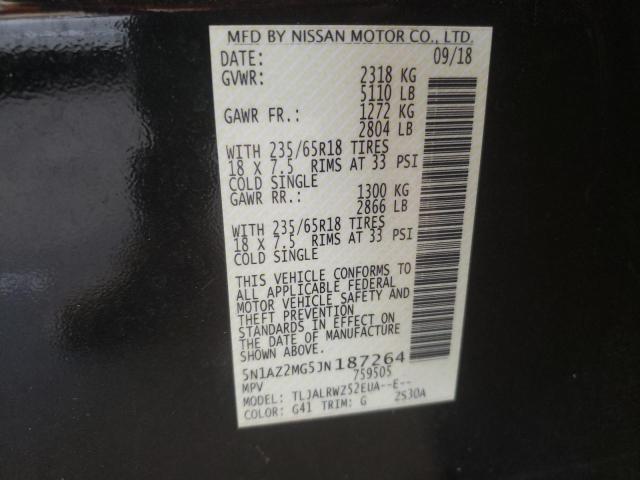 MFD BY NISSAN MOTOR CO., LTD.
DATE: 09/18
GVWR: 2318 KG
5110 LB
GAWR FR.: 1272 KG
2804 LB
WITH 235/65R18 TIRES
18 X 7.5 RIMS AT 33 PSI
COLD SINGLE
GAWR RR.: 1300 KG
2866 LB
WITH 235/65R18 TIRES
18 X 7.5 RIMS AT 33 PSI
COLD SINGLE
THIS VEHICLE CONFORMS TO
ALL APPLICABLE FEDERAL
MOTOR VEHICLE SAFETY AND
THEFT PREVENTION
STANDARDS IN EFFECT ON
THE DATE OF MANUFACTURE
SHOWN ABOVE
5N1AZ2MG5JN187264
MPV 759505
MODEL: TLJALRWZ52EUA--E--
COLOR: G41 TRIM: G 2S30A